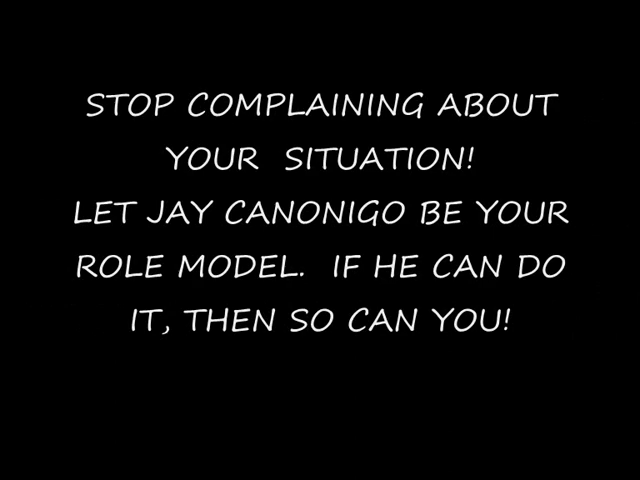 STOP COMPLAINING ABOUT
YOUR SITUATION!
LET JAY CANONIGO BE YOUR
ROLE MODEL. IF HE CAN DO
IT, THEN SO CAN YOU!